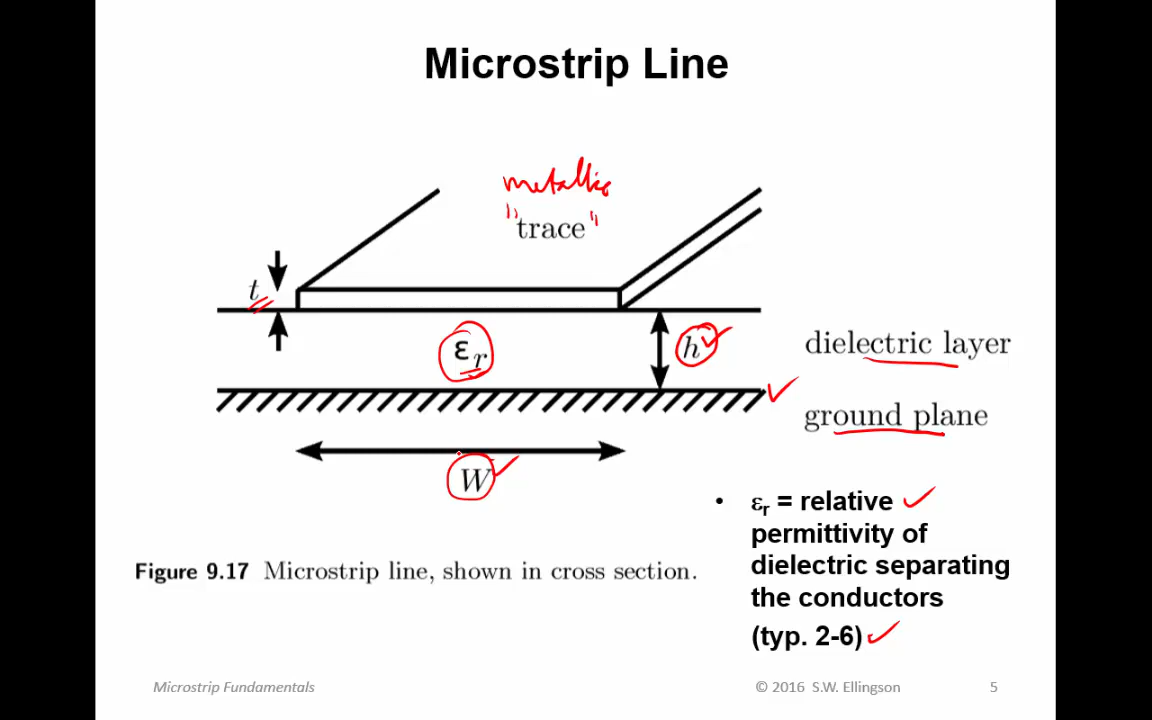 Microstrip Line
metallic
"trace"
t
εr
h
dielectric layer
ground plane
W
• εr = relative
permittivity of
dielectric separating
the conductors
(typ. 2-6)
Figure 9.17 Microstrip line, shown in cross section.
Microstrip Fundamentals
© 2016 S.W. Ellingson
5